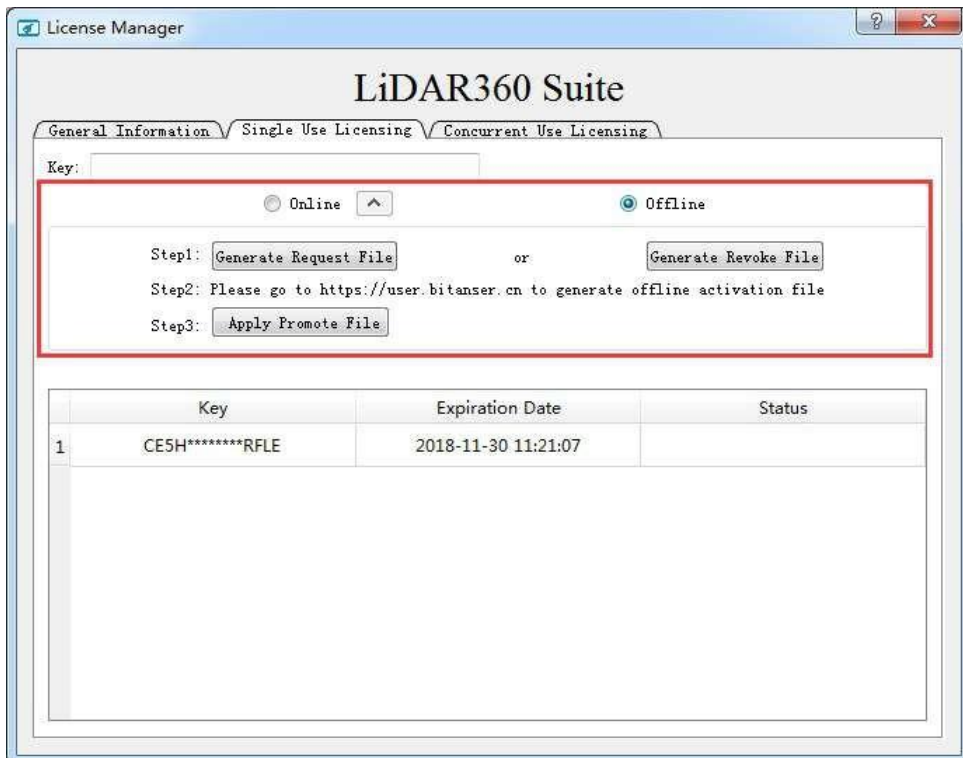 License Manager
LiDAR360 Suite
General Information Single Use Licensing Concurrent Use Licensing
Key:
Online Offline
Step1: Generate Request File or Generate Revoke File
Step2: Please go to https://user.bitanser.cn to generate offline activation file
Step3: Apply Promote File
Key Expiration Date Status
1 CE5H********RFLE 2018-11-30 11:21:07